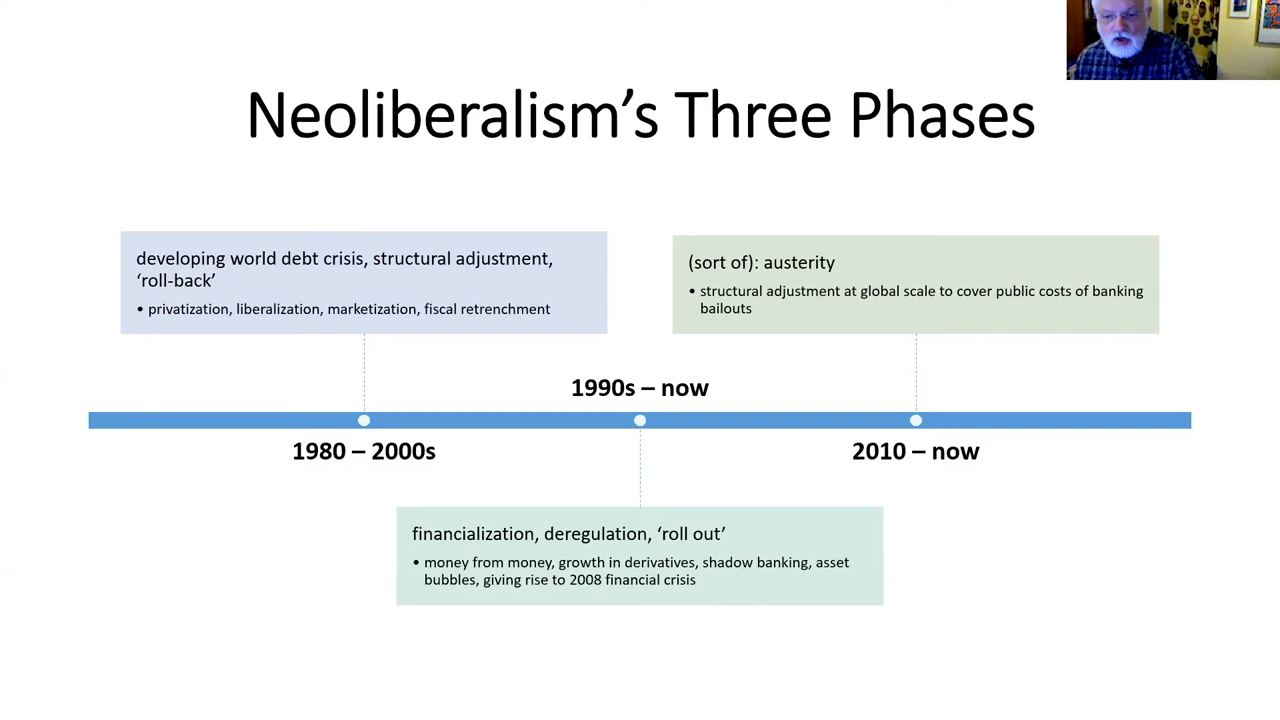 Neoliberalism’s Three Phases
developing world debt crisis, structural adjustment,
‘roll-back’
• privatization, liberalization, marketization, fiscal retrenchment
(sort of): austerity
• structural adjustment at global scale to cover public costs of banking
bailouts
1990s – now
1980 – 2000s
2010 – now
financialization, deregulation, ‘roll out’
• money from money, growth in derivatives, shadow banking, asset
bubbles, giving rise to 2008 financial crisis